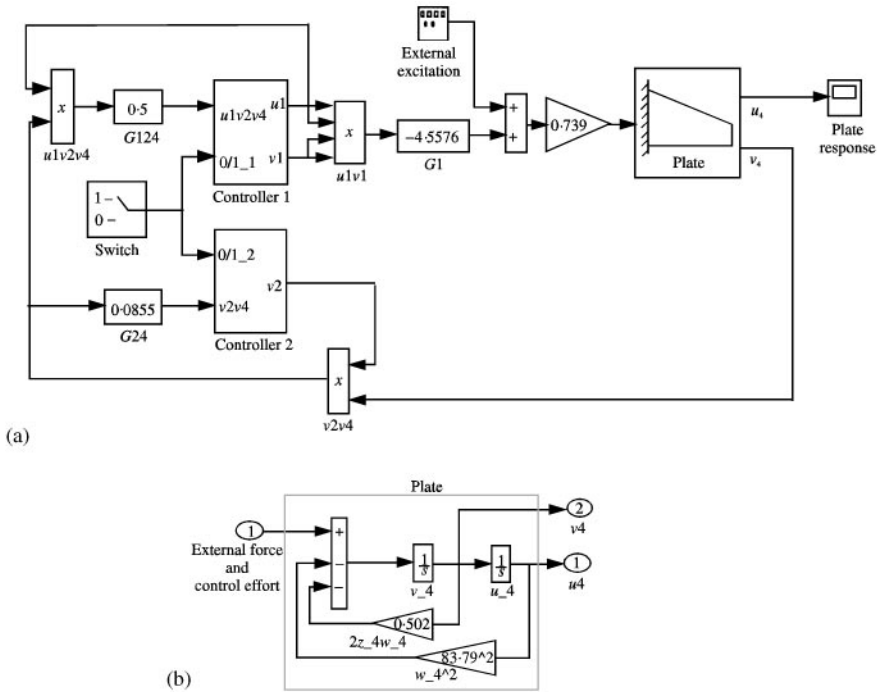 External
excitation
x
u1v2v4
0·5
G124
u1v2v4
u1
0/1_1
v1
Controller 1
x
u1v1
−4·5576
G1
+
+
0·739
Plate
u₄
v₄
Plate
response
1
0
Switch
0/1_2
v2
v2v4
Controller 2
0·0855
G24
x
v2v4
(a)
Plate
1
External force
and
control effort
+
−
−
1/s
v_4
1/s
u_4
2
v4
1
u4
0·502
2z_4w_4
83·79^2
w_4^2
(b)